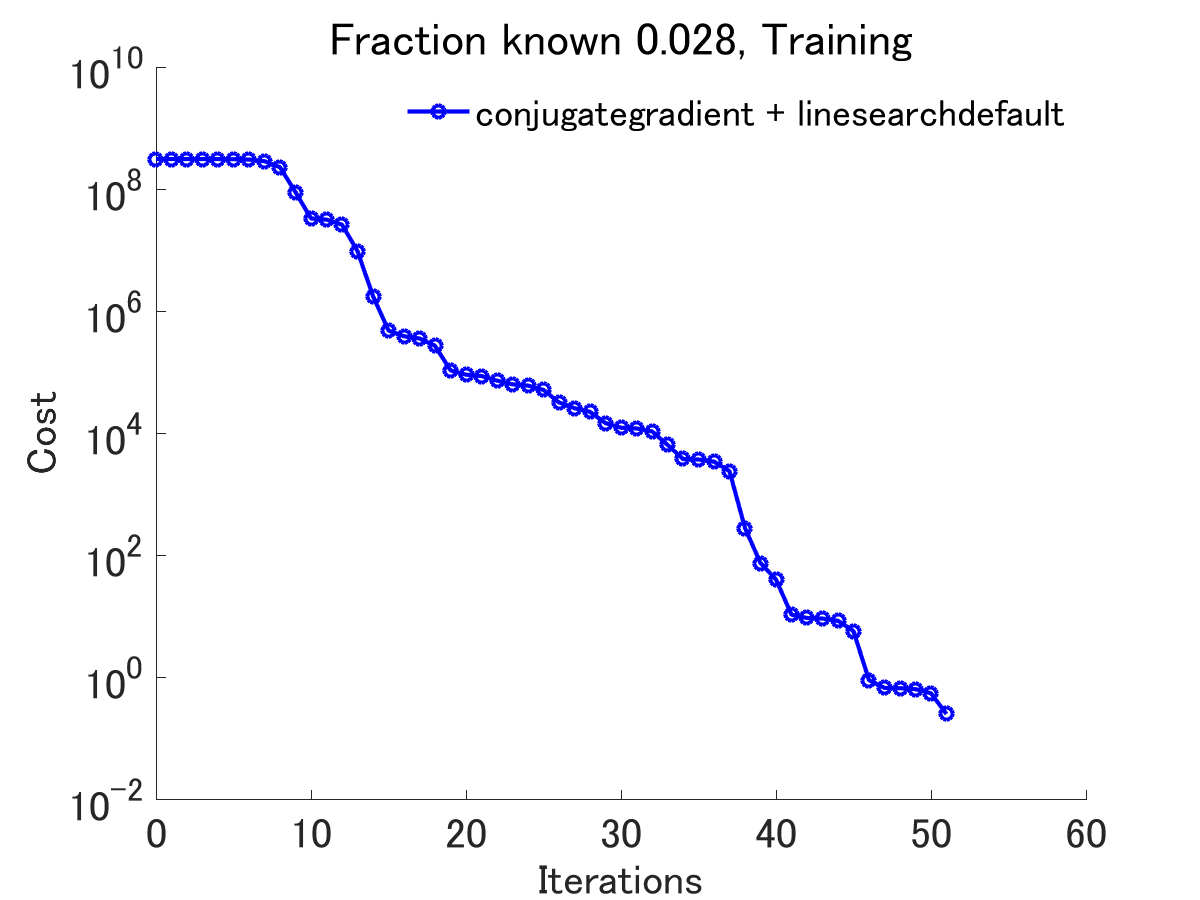 Fraction known 0.028, Training
conjugategradient + linesearchdefault
10^10
10^8
10^6
10^4
10^2
10^0
10^-2
Cost
0 10 20 30 40 50 60
Iterations